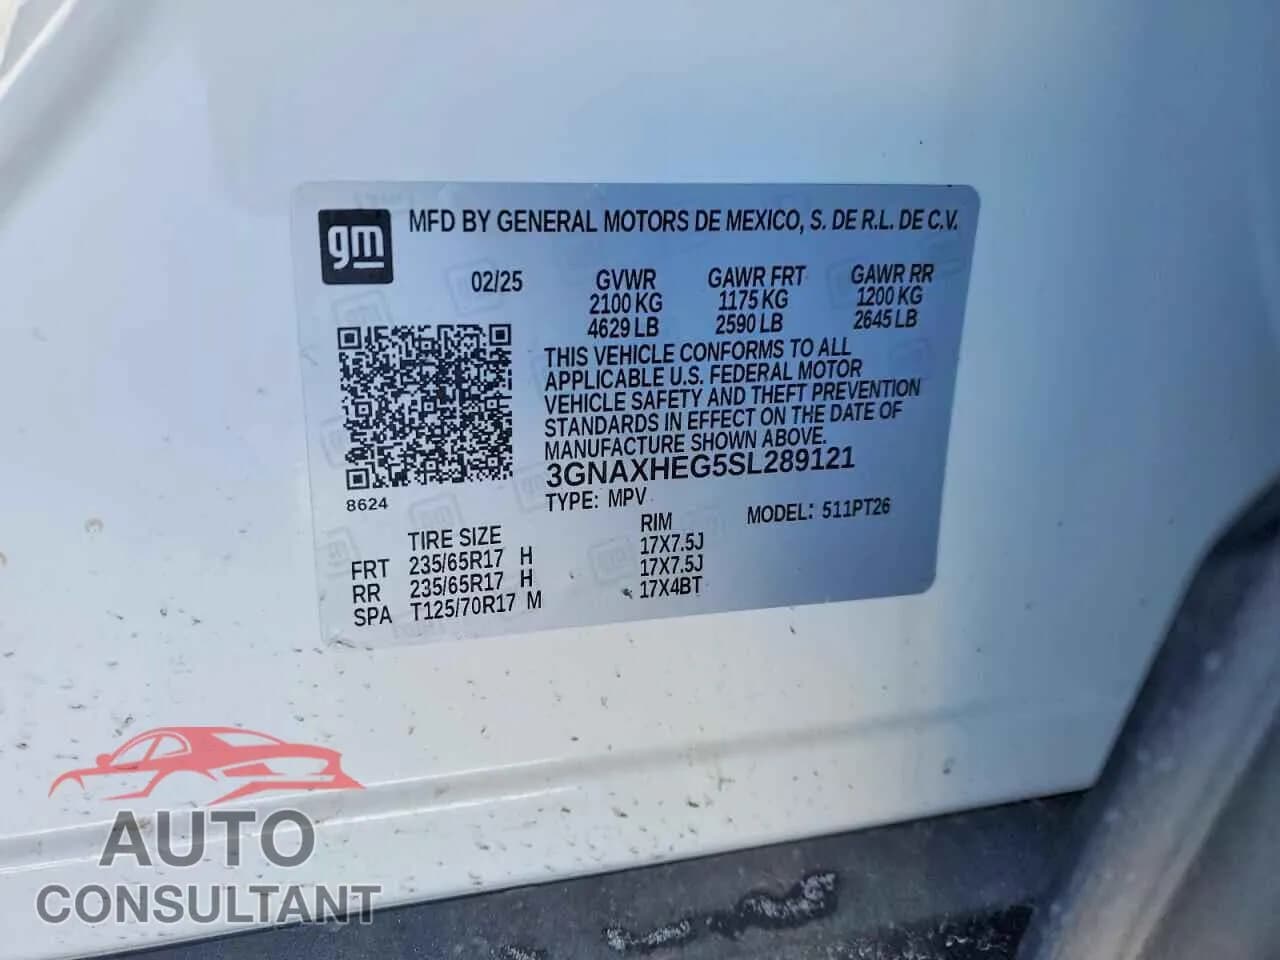 gm
MFD BY GENERAL MOTORS DE MEXICO, S. DE R.L. DE C.V.
02/25 GVWR GAWR FRT GAWR RR
2100 KG 1175 KG 1200 KG
4629 LB 2590 LB 2645 LB
THIS VEHICLE CONFORMS TO ALL
APPLICABLE U.S. FEDERAL MOTOR
VEHICLE SAFETY AND THEFT PREVENTION
STANDARDS IN EFFECT ON THE DATE OF
MANUFACTURE SHOWN ABOVE.
3GNAXHEG5SL289121
8624 TYPE: MPV MODEL: 511PT26
TIRE SIZE RIM
FRT 235/65R17 H 17X7.5J
RR 235/65R17 H 17X7.5J
SPA T125/70R17 M 17X4BT
AUTO
CONSULTANT